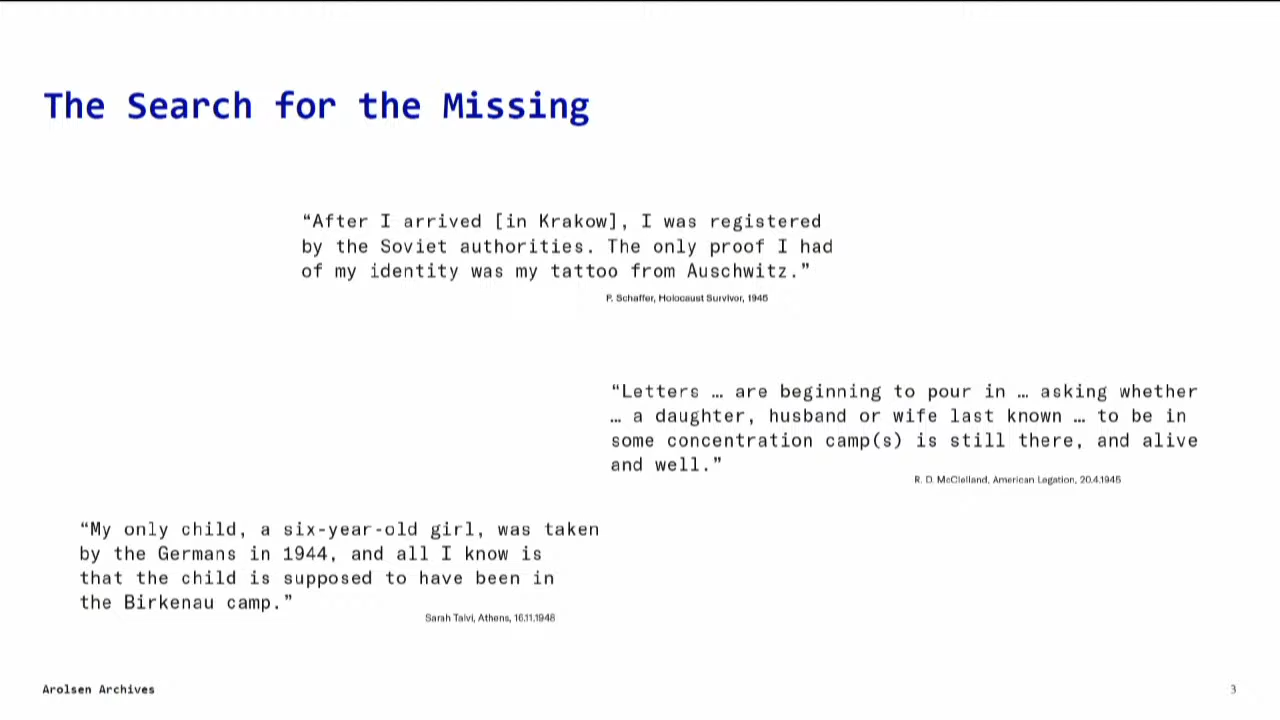 The Search for the Missing
“After I arrived [in Krakow], I was registered
by the Soviet authorities. The only proof I had
of my identity was my tattoo from Auschwitz.”
P. Schaffer, Holocaust Survivor, 1945
“Letters … are beginning to pour in … asking whether
… a daughter, husband or wife last known … to be in
some concentration camp(s) is still there, and alive
and well.”
R. D. McClelland, American Legation, 20.4.1945
“My only child, a six-year-old girl, was taken
by the Germans in 1944, and all I know is
that the child is supposed to have been in
the Birkenau camp.”
Sarah Talvi, Athens,
Arolsen Archives
3